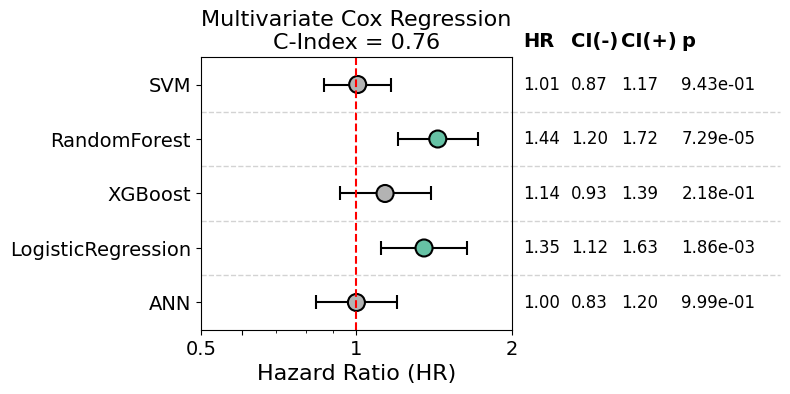 Multivariate Cox Regression
C-Index = 0.76
HR CI(-) CI(+) p
SVM 1.01 0.87 1.17 9.43e-01
RandomForest 1.44 1.20 1.72 7.29e-05
XGBoost 1.14 0.93 1.39 2.18e-01
LogisticRegression 1.35 1.12 1.63 1.86e-03
ANN 1.00 0.83 1.20 9.99e-01
0.5 1 2
Hazard Ratio (HR)